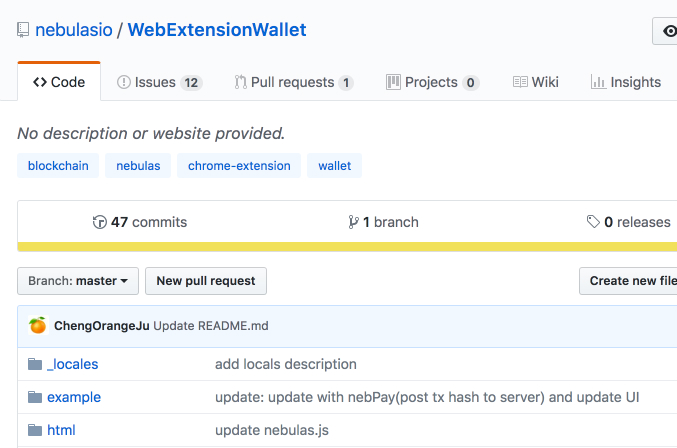 nebulasio / WebExtensionWallet
Code Issues 12 Pull requests 1 Projects 0 Wiki Insights
No description or website provided.
blockchain nebulas chrome-extension wallet
47 commits 1 branch 0 releases
Branch: master New pull request Create new file
ChengOrangeJu Update README.md
_locales add locals description
example update: update with nebPay(post tx hash to server) and update UI
html update nebulas.js